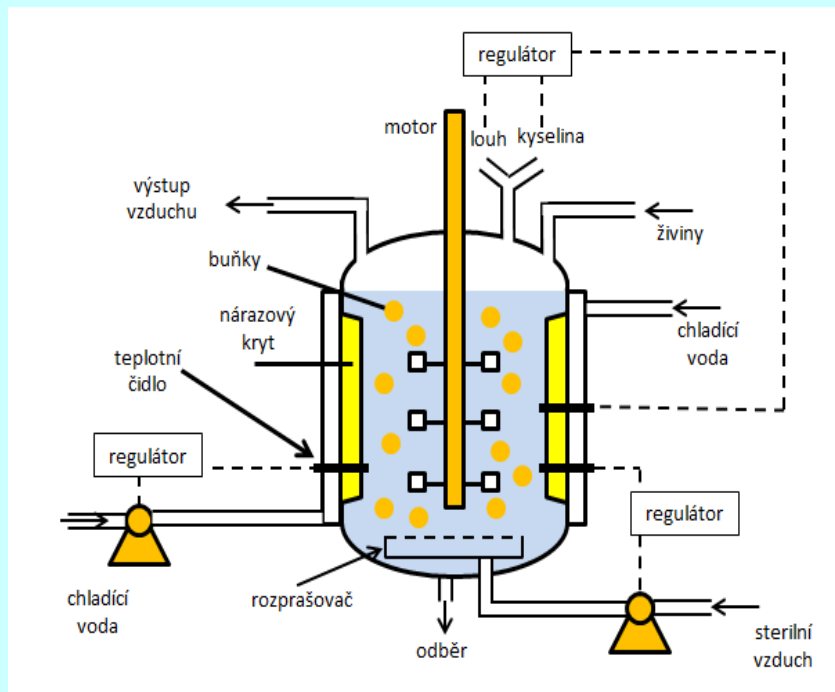 regulátor
motor
louh
kyselina
výstup
vzduchu
živiny
buňky
nárazový
kryt
chladící
voda
teplotní
čidlo
regulátor
regulátor
chladící
voda
rozprašovač
odběr
sterilní
vzduch